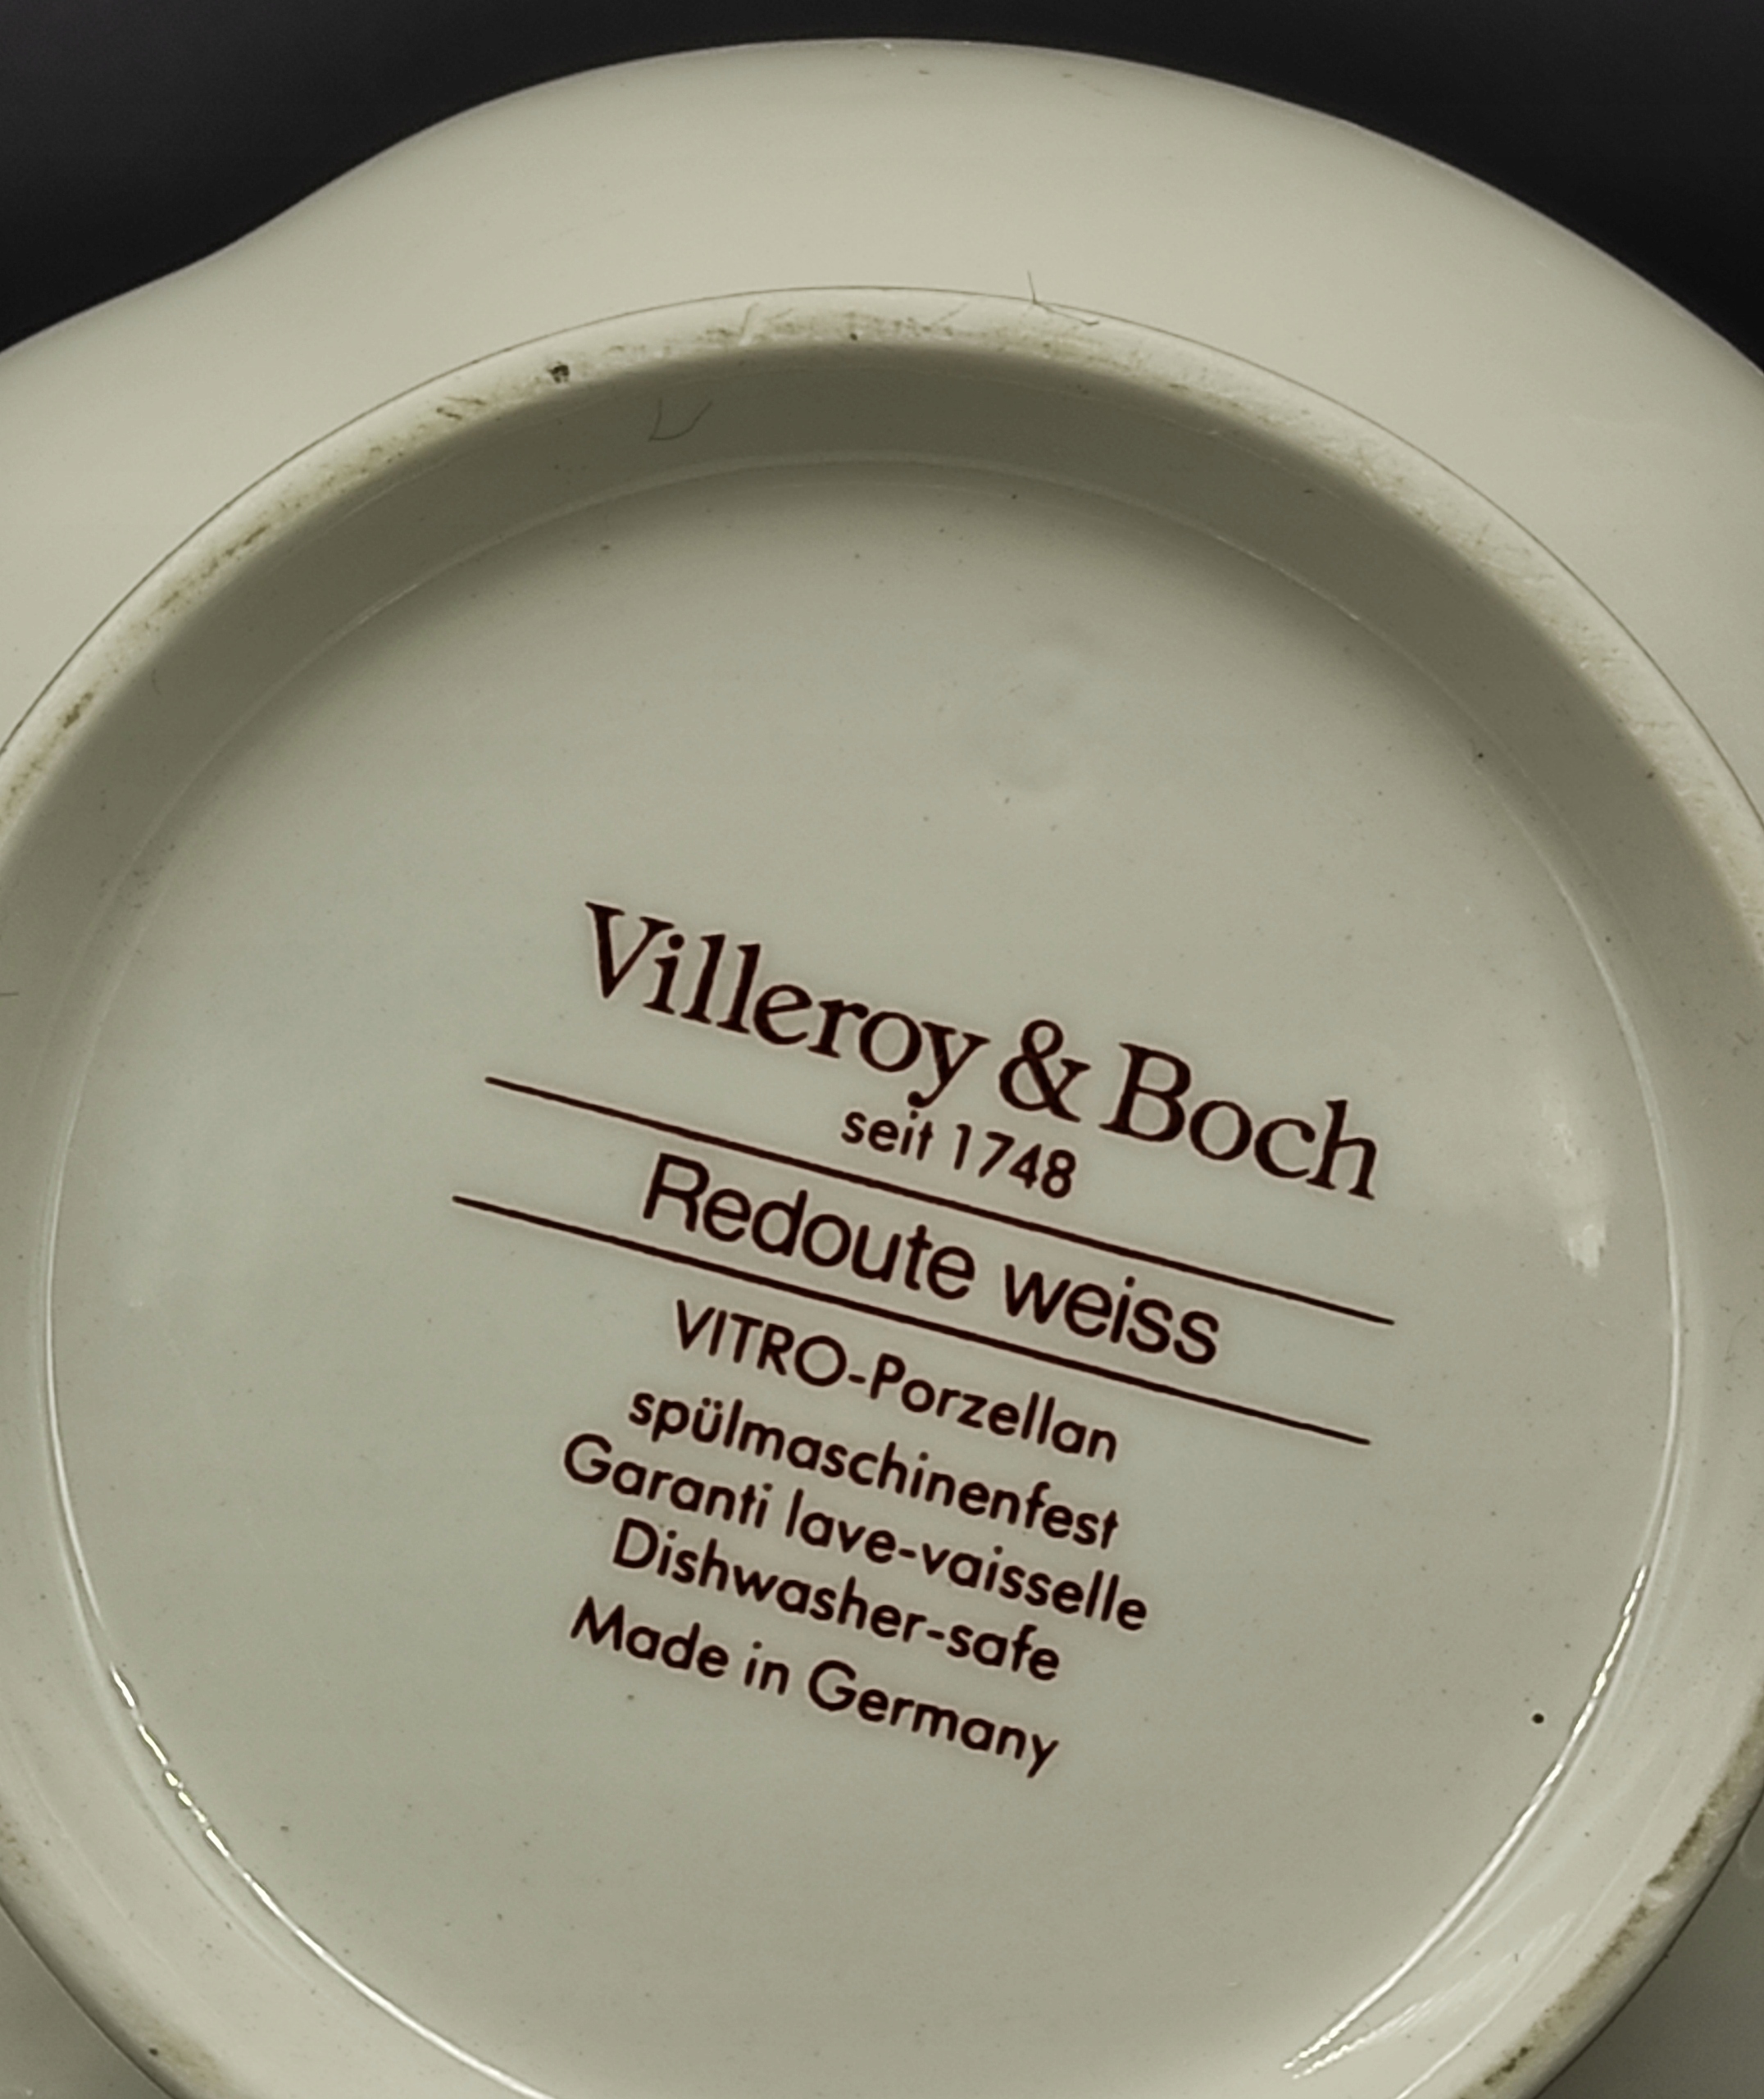 Villeroy & Boch
seit 1748
Redoute weiss
VITRO-Porzellan
spülmaschinenfest
Garanti lave-vaisselle
Dishwasher-safe
Made in Germany